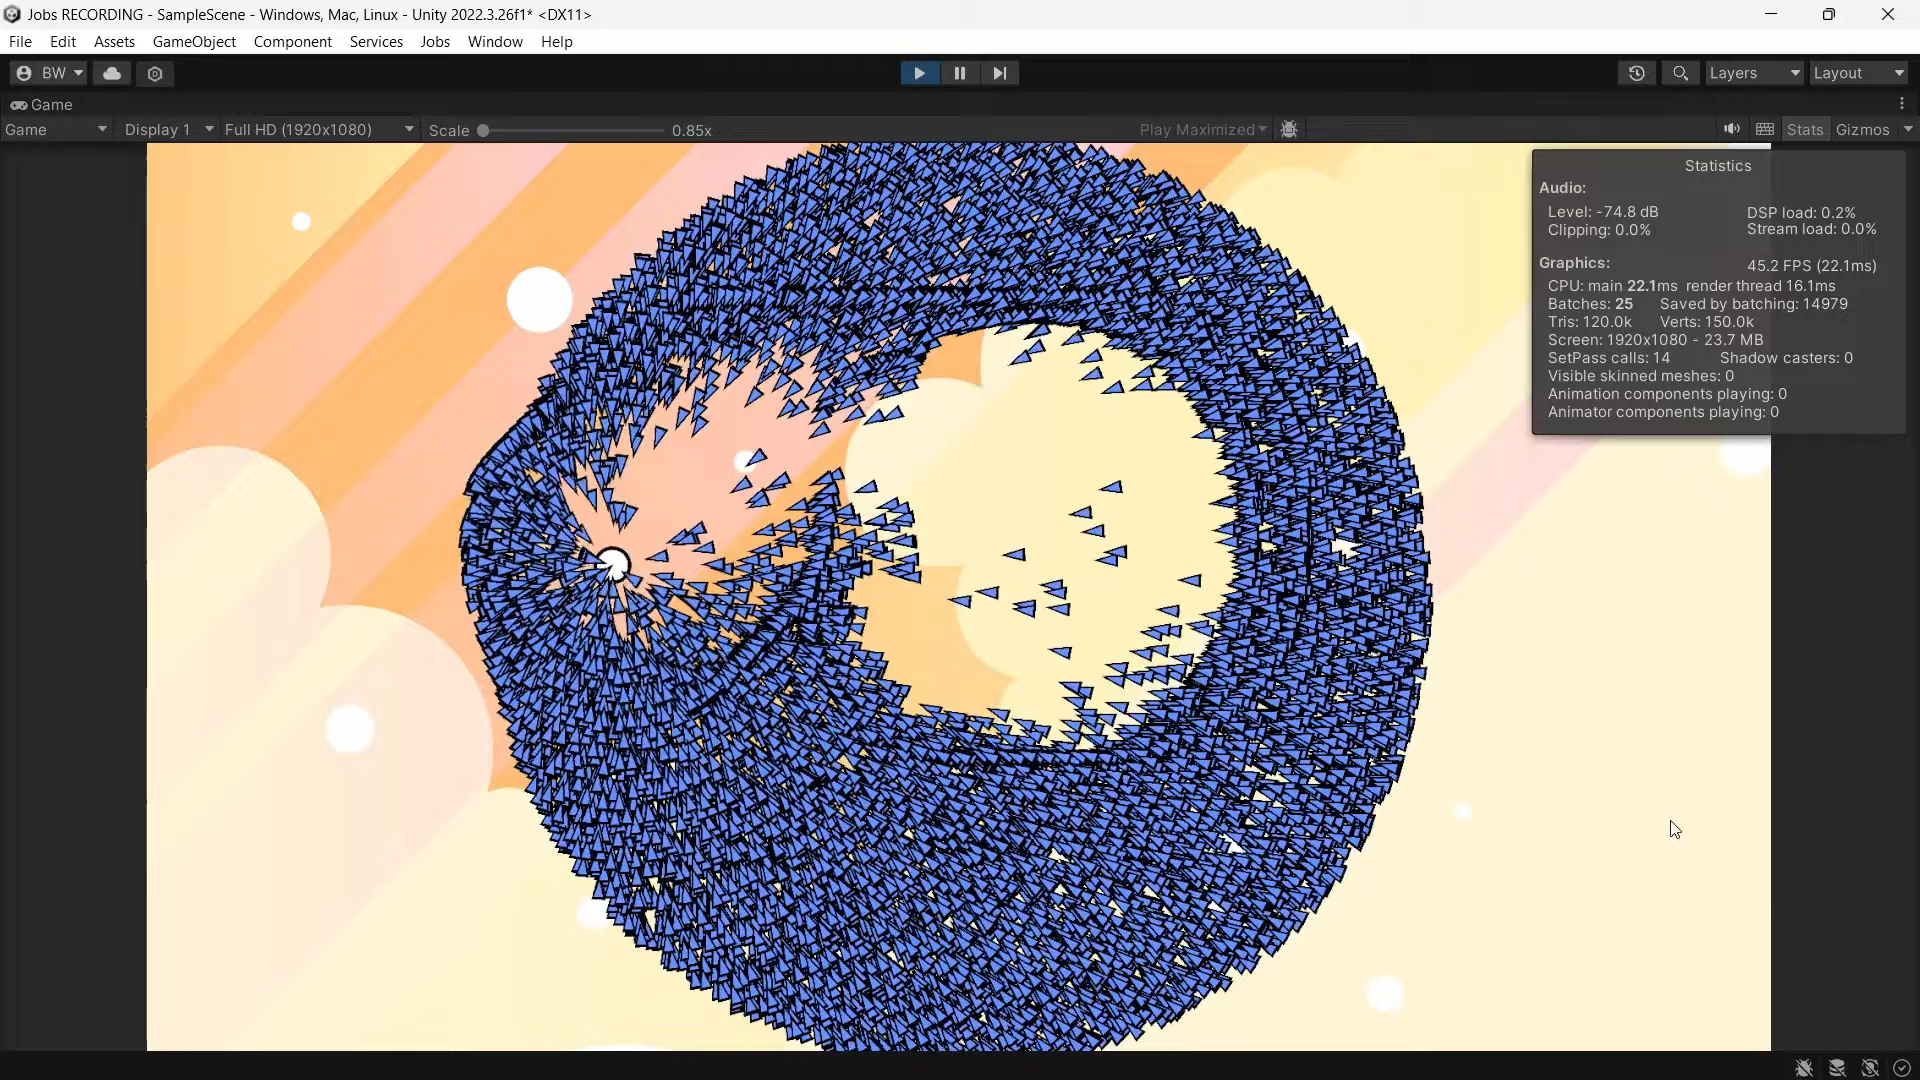 Jobs RECORDING - SampleScene - Windows, Mac, Linux - Unity 2022.3.26f1* <DX11>
File Edit Assets GameObject Component Services Jobs Window Help
BW Layers Layout
Game
Game Display 1 Full HD (1920x1080) Scale 0.85x Play Maximized Stats Gizmos
Statistics
Audio:
Level: -74.8 dB DSP load: 0.2%
Clipping: 0.0% Stream load: 0.0%
Graphics: 45.2 FPS (22.1ms)
CPU: main 22.1ms render thread 16.1ms
Batches: 25 Saved by batching: 14979
Tris: 120.0k Verts: 150.0k
Screen: 1920x1080 - 23.7 MB
SetPass calls: 14 Shadow casters: 0
Visible skinned meshes: 0
Animation components playing: 0
Animator components playing: 0